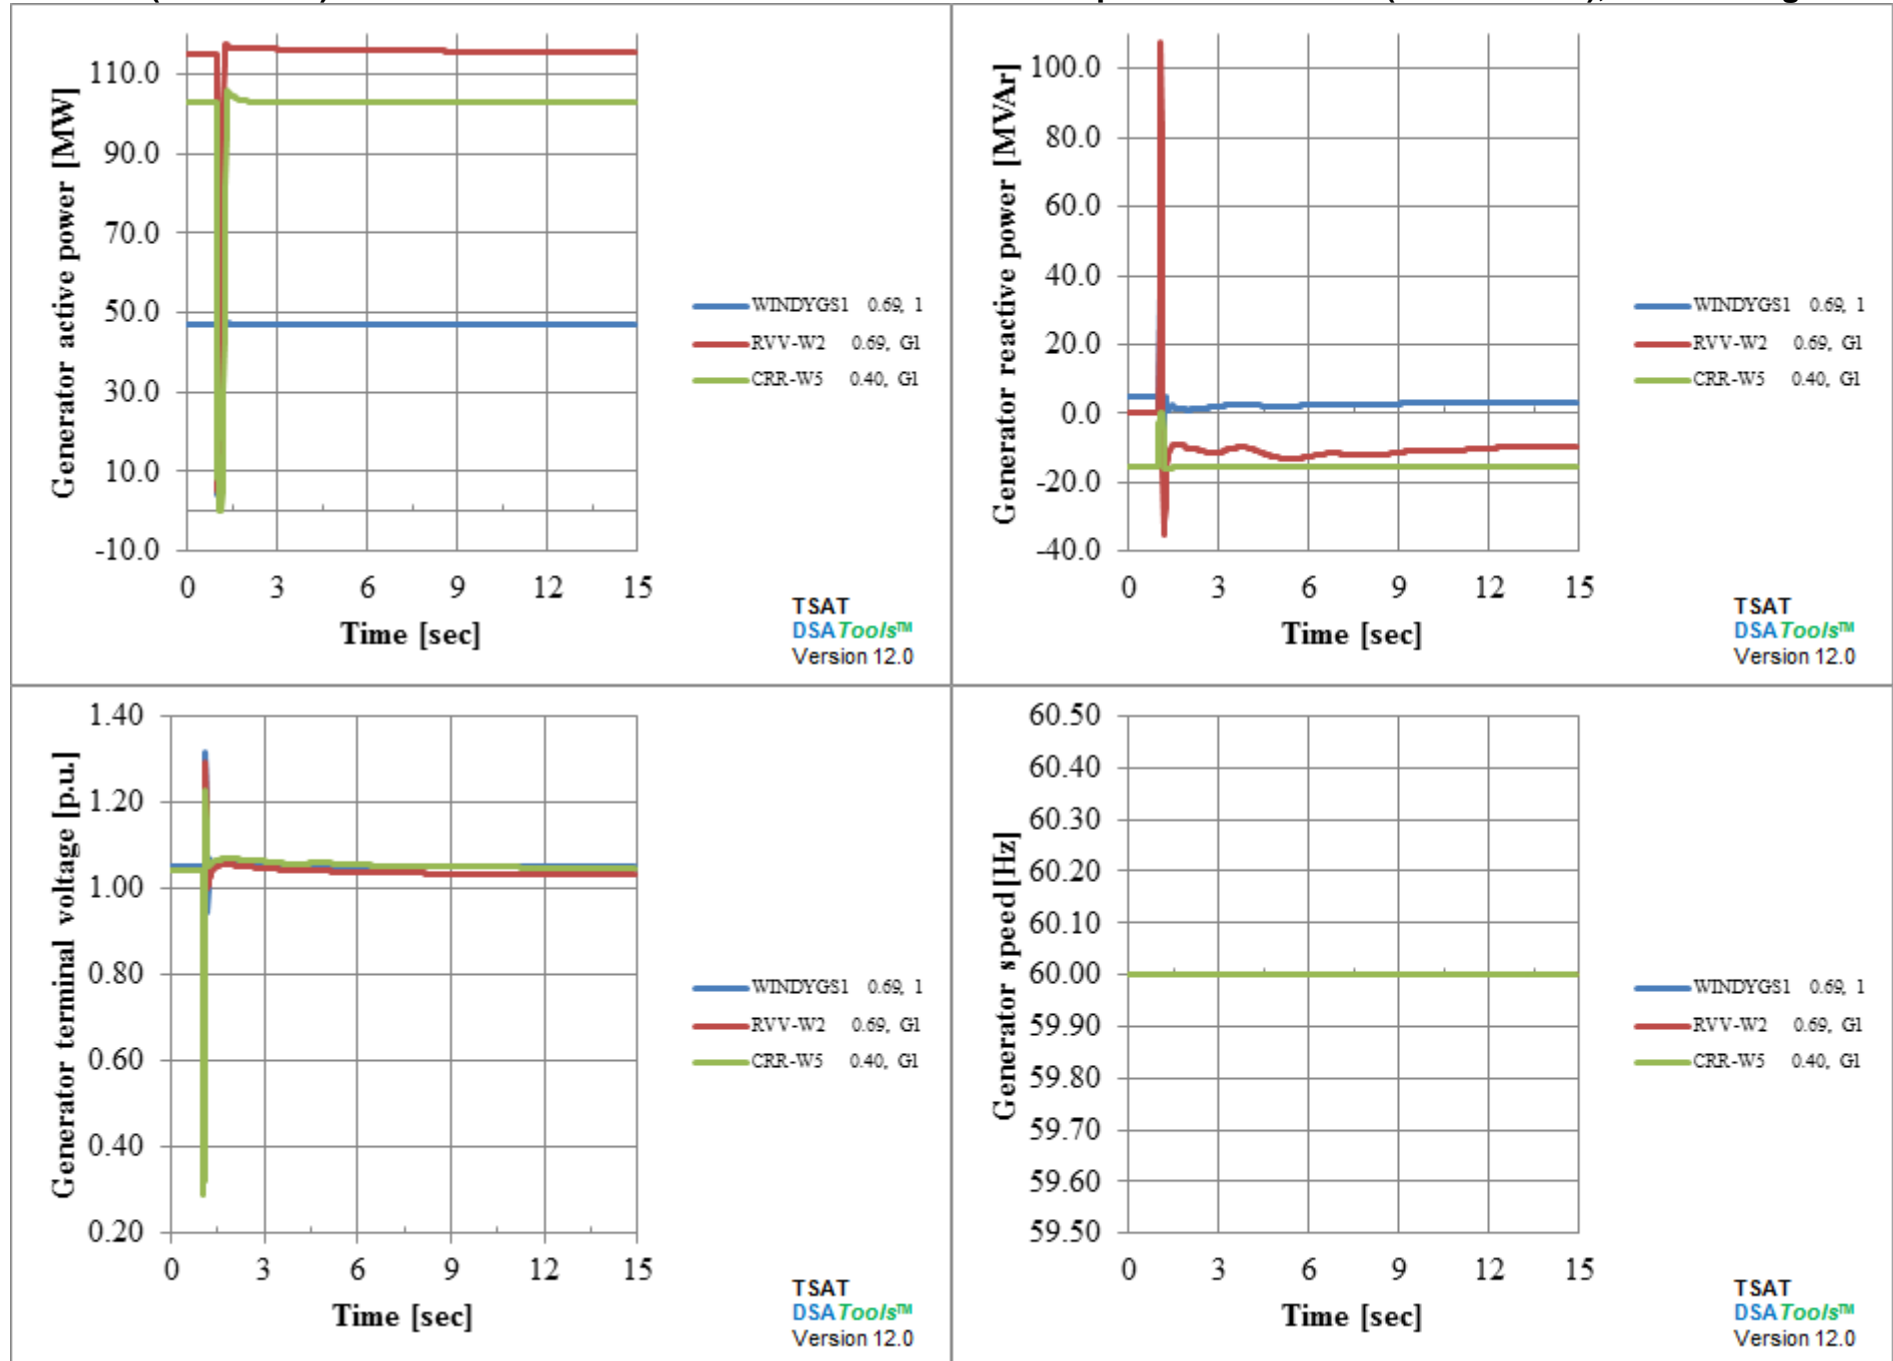 Generator active power [MW]
110.0
90.0
70.0
50.0
30.0
10.0
-10.0
0 3 6 9 12 15
Time [sec]
WINDYGS1 0.69, 1
RVV-W2 0.69, G1
CRR-W5 0.40, G1
TSAT
DSATools™
Version 12.0
Generator reactive power [MVAr]
100.0
80.0
60.0
40.0
20.0
0.0
-20.0
-40.0
0 3 6 9 12 15
Time [sec]
WINDYGS1 0.69, 1
RVV-W2 0.69, G1
CRR-W5 0.40, G1
TSAT
DSATools™
Version 12.0
Generator terminal voltage [p.u.]
1.40
1.20
1.00
0.80
0.60
0.40
0.20
0 3 6 9 12 15
Time [sec]
WINDYGS1 0.69, 1
RVV-W2 0.69, G1
CRR-W5 0.40, G1
TSAT
DSATools™
Version 12.0
Generator speed[Hz]
60.50
60.40
60.30
60.20
60.10
60.00
59.90
59.80
59.70
59.60
59.50
0 3 6 9 12 15
Time [sec]
WINDYGS1 0.69, 1
RVV-W2 0.69, G1
CRR-W5 0.40, G1
TSAT
DSATools™
Version 12.0